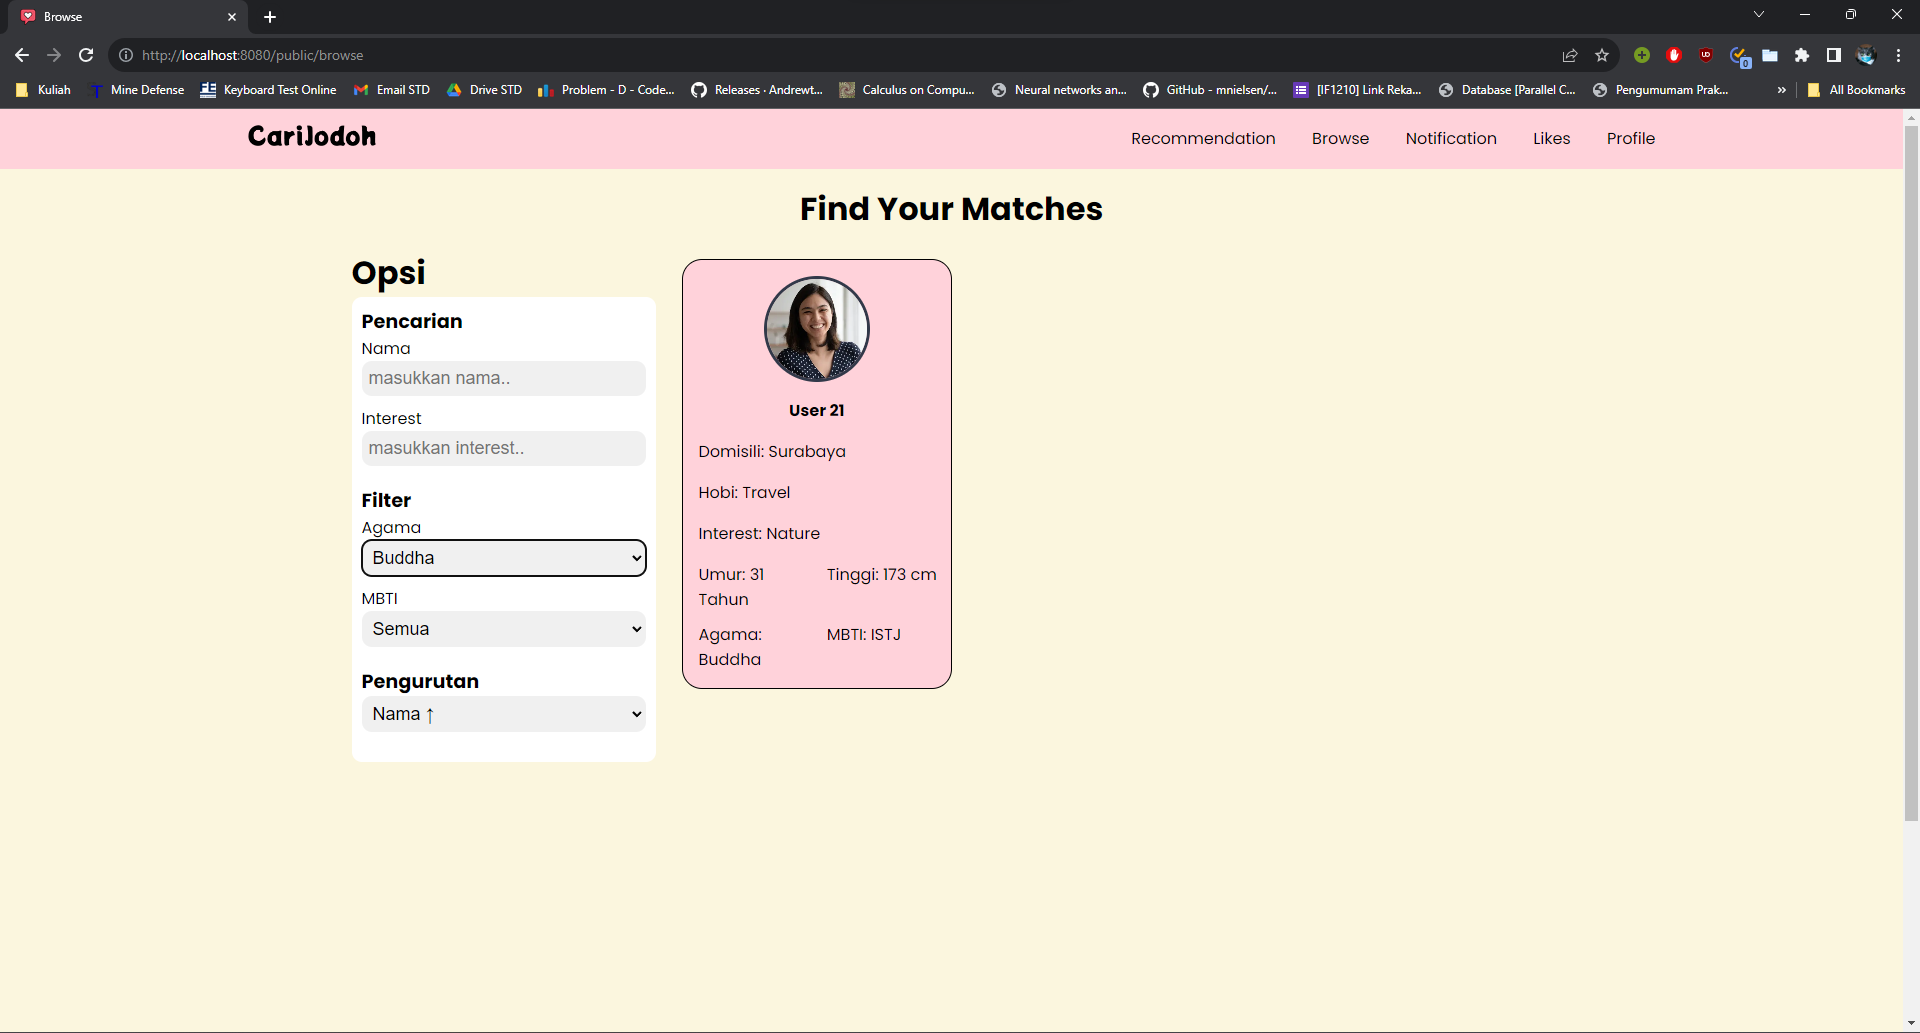 Browse
http://localhost:8080/public/browse
0
Kuliah
Mine Defense
Keyboard Test Online
Email STD
Drive STD
Problem - D - Code...
Releases · Andrewt...
Calculus on Compu...
Neural networks an...
GitHub - mnielsen/...
[IF1210] Link Reka...
Database [Parallel C...
Pengumumam Prak...
»
All Bookmarks
CariJodoh
Recommendation
Browse
Notification
Likes
Profile
Find Your Matches
Opsi
Pencarian
Nama
masukkan nama..
Interest
masukkan interest..
Filter
Agama
Buddha
MBTI
Semua
Pengurutan
Nama ↑
User 21
Domisili: Surabaya
Hobi: Travel
Interest: Nature
Umur: 31
Tahun
Tinggi: 173 cm
Agama:
Buddha
MBTI: ISTJ